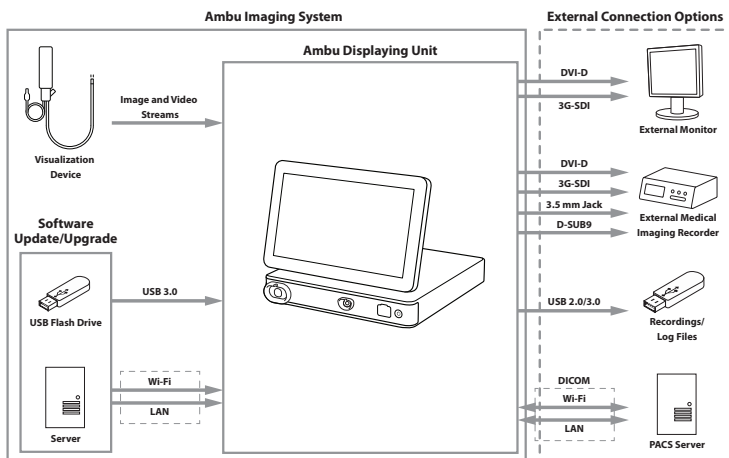 Ambu Imaging System
External Connection Options
Ambu Displaying Unit
Image and Video
Streams
Visualization
Device
Software
Update/Upgrade
USB Flash Drive
USB 3.0
Server
Wi-Fi
LAN
DVI-D
3G-SDI
External Monitor
DVI-D
3G-SDI
3.5 mm Jack
D-SUB9
External Medical
Imaging Recorder
USB 2.0/3.0
Recordings/
Log Files
DICOM
Wi-Fi
LAN
PACS Server